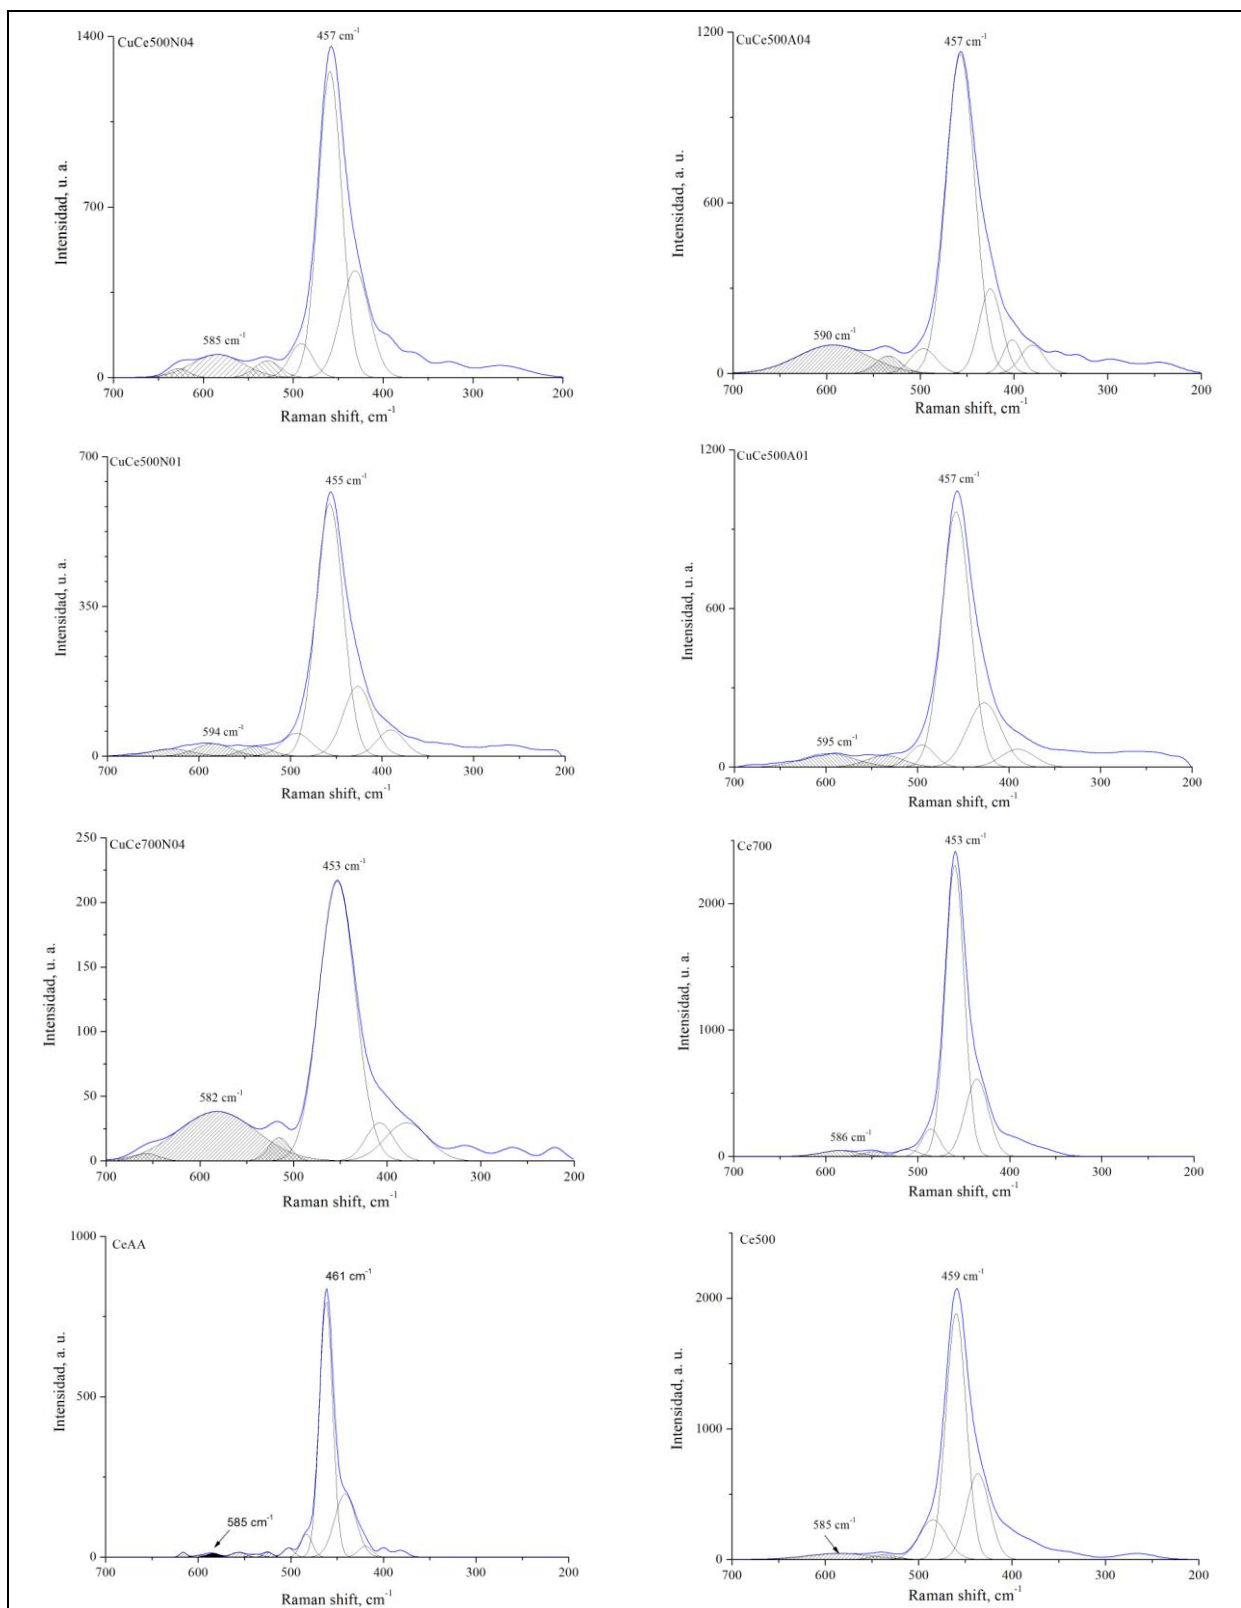 CuCe500N04
457 cm⁻¹
1400
700
0
585 cm⁻¹
Intensidad, u. a.
700 600 500 400 300 200
Raman shift, cm⁻¹
CuCe500A04
457 cm⁻¹
1200
600
0
590 cm⁻¹
Intensidad, a. u.
700 600 500 400 300 200
Raman shift, cm⁻¹
CuCe500N01
455 cm⁻¹
700
350
0
594 cm⁻¹
Intensidad, u. a.
700 600 500 400 300 200
Raman shift, cm⁻¹
CuCe500A01
457 cm⁻¹
1200
600
0
595 cm⁻¹
Intensidad, u. a.
700 600 500 400 300 200
Raman shift, cm⁻¹
CuCe700N04
453 cm⁻¹
250
200
150
100
50
0
582 cm⁻¹
Intensidad, u. a.
700 600 500 400 300 200
Raman shift, cm⁻¹
Ce700
453 cm⁻¹
2000
1000
0
586 cm⁻¹
Intensidad, u. a.
700 600 500 400 300 200
Raman shift, cm⁻¹
CeAA
461 cm⁻¹
1000
500
0
585 cm⁻¹
Intensidad, a. u.
700 600 500 400 300 200
Raman shift, cm⁻¹
Ce500
459 cm⁻¹
2000
1000
0
585 cm⁻¹
Intensidad, a. u.
700 600 500 400 300 200
Raman shift, cm⁻¹